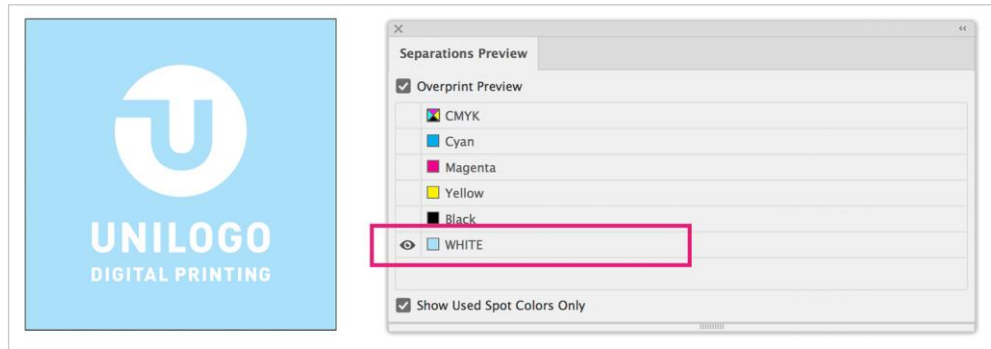 UNILOGO
DIGITAL PRINTING
Separations Preview
Overprint Preview
CMYK
Cyan
Magenta
Yellow
Black
WHITE
Show Used Spot Colors Only